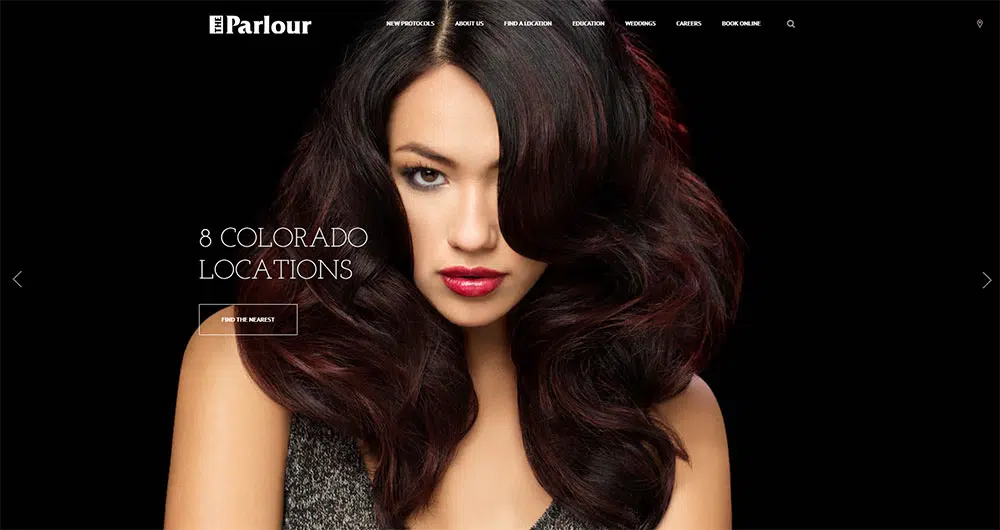 THE Parlour
NEW PROTOCOLS ABOUT US FIND A LOCATION EDUCATION WEDDINGS CAREERS BOOK ONLINE
8 COLORADO
LOCATIONS
FIND THE NEAREST